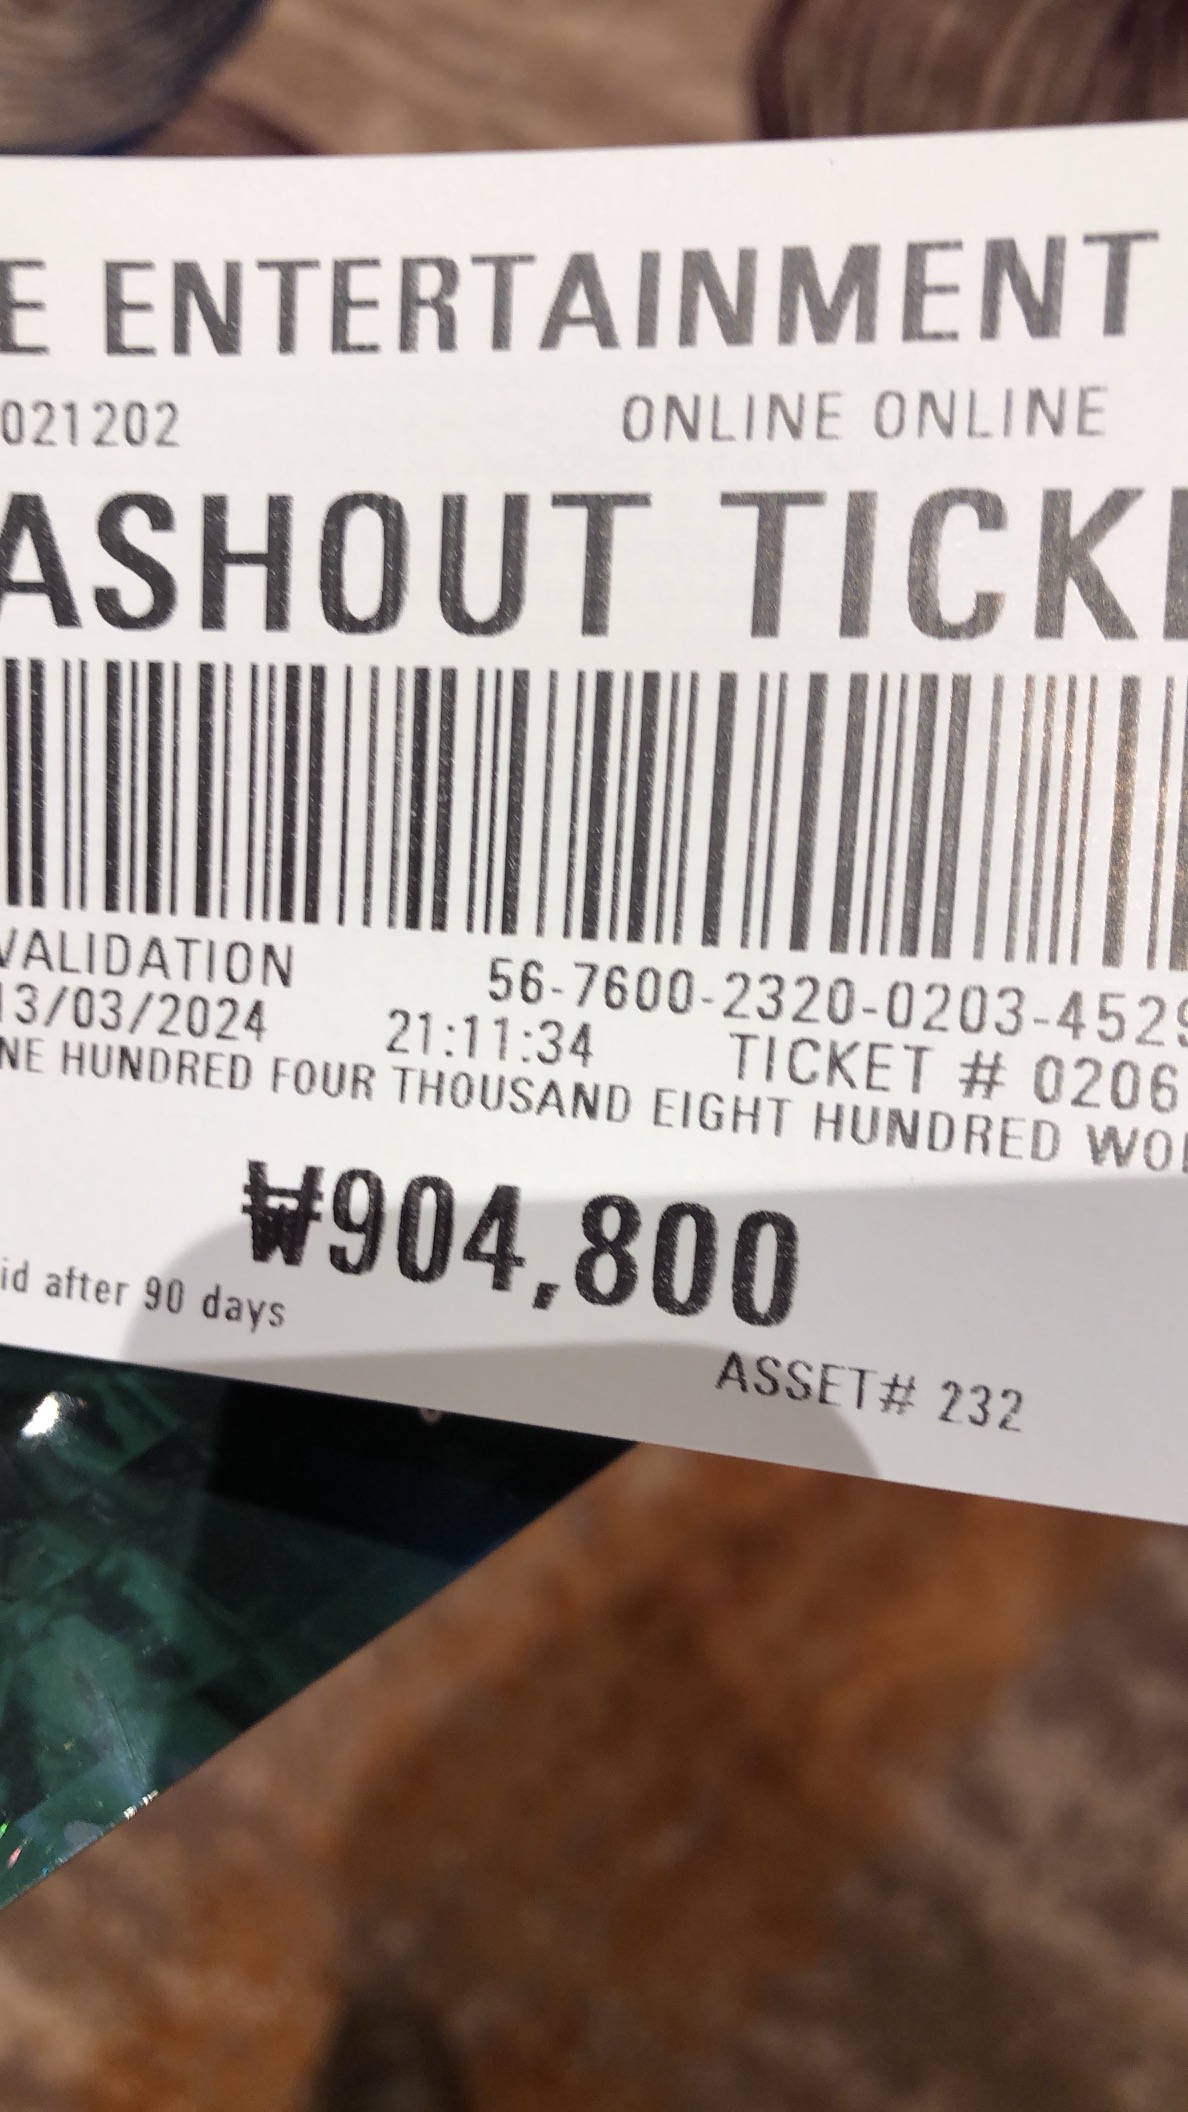 E ENTERTAINMENT
021202 ONLINE ONLINE
ASHOUT TICK
VALIDATION 56-7600-2320-0203-4529
13/03/2024 21:11:34 TICKET # 0206
NE HUNDRED FOUR THOUSAND EIGHT HUNDRED WO
₩904,800
id after 90 days
ASSET# 232